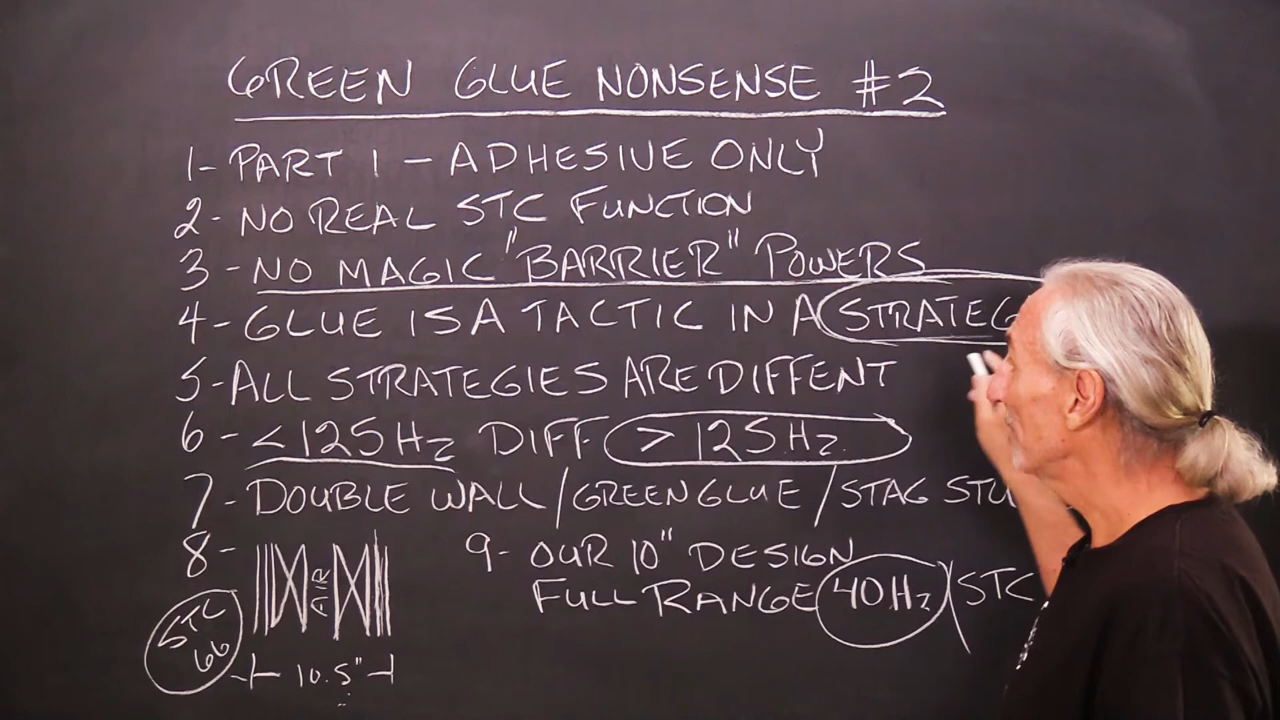 GREEN GLUE NONSENSE #2
1- PART 1 - ADHESIVE ONLY
2- NO REAL STC FUNCTION
3- NO MAGIC "BARRIER" POWERS
4- GLUE IS A TACTIC IN A STRATEG
5- ALL STRATEGIES ARE DIFFENT
6- <125Hz DIFF >125Hz.
7- DOUBLE WALL/GREEN GLUE/STAG STU
8-
AIR
STC
66
10.5"
9- OUR 10" DESIGN
FULL RANGE 40Hz STC